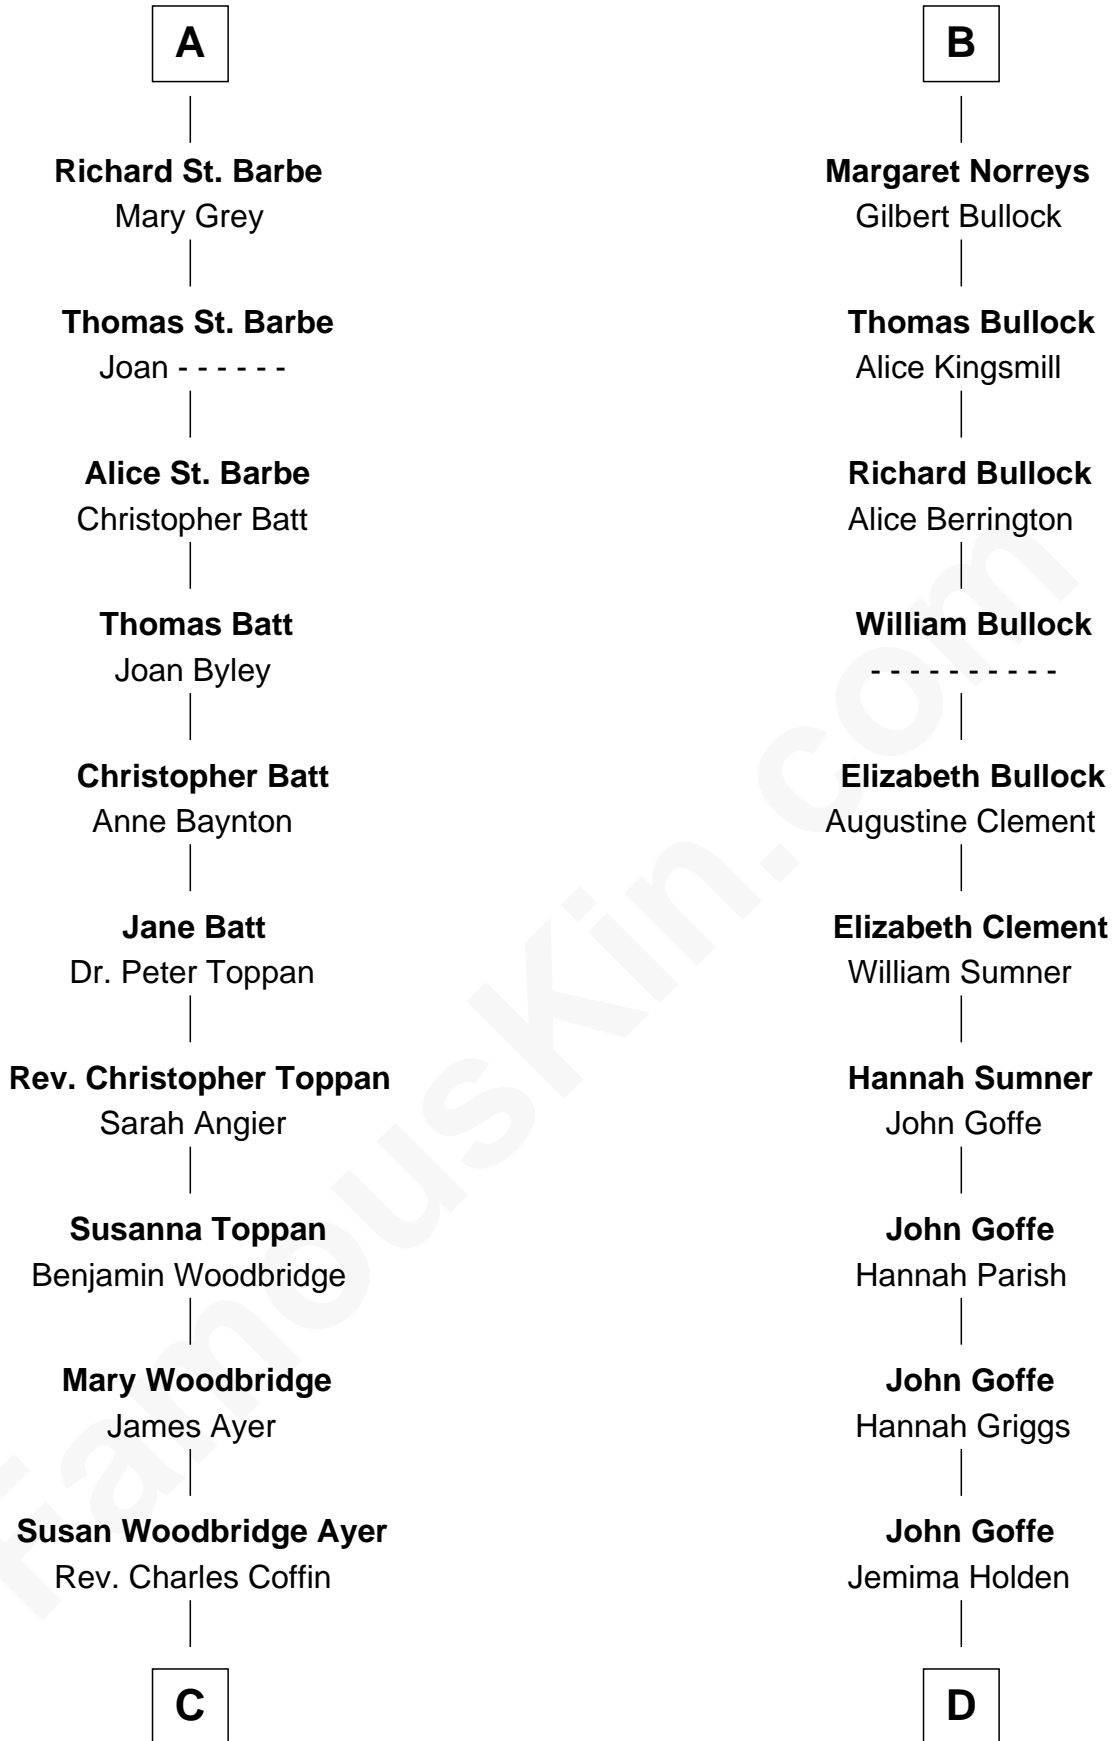 A
Richard St. Barbe
Mary Grey
Thomas St. Barbe
Joan - - - - - -
Alice St. Barbe
Christopher Batt
Thomas Batt
Joan Byley
Christopher Batt
Anne Baynton
Jane Batt
Dr. Peter Toppan
Rev. Christopher Toppan
Sarah Angier
Susanna Toppan
Benjamin Woodbridge
Mary Woodbridge
James Ayer
Susan Woodbridge Ayer
Rev. Charles Coffin
C
B
Margaret Norreys
Gilbert Bullock
Thomas Bullock
Alice Kingsmill
Richard Bullock
Alice Berrington
William Bullock
- - - - - - - - - -
Elizabeth Bullock
Augustine Clement
Elizabeth Clement
William Sumner
Hannah Sumner
John Goffe
John Goffe
Hannah Parish
John Goffe
Hannah Griggs
John Goffe
Jemima Holden
D
FamousKin.com